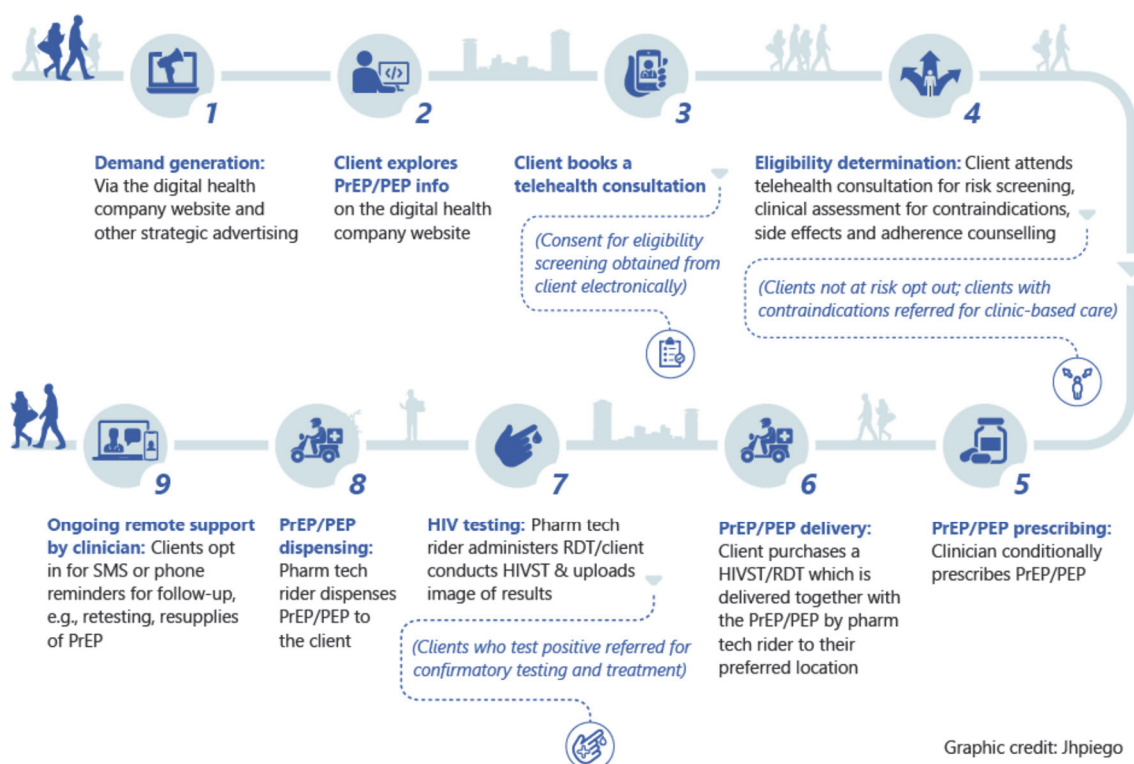 1
Demand generation:
Via the digital health
company website and
other strategic advertising
2
Client explores
PrEP/PEP info
on the digital health
company website
3
Client books a
telehealth consultation
(Consent for eligibility
screening obtained from
client electronically)
4
Eligibility determination: Client attends
telehealth consultation for risk screening,
clinical assessment for contraindications,
side effects and adherence counselling
(Clients not at risk opt out; clients with
contraindications referred for clinic-based care)
5
PrEP/PEP prescribing:
Clinician conditionally
prescribes PrEP/PEP
6
PrEP/PEP delivery:
Client purchases a
HIVST/RDT which is
delivered together with
the PrEP/PEP by pharm
tech rider to their
preferred location
7
HIV testing: Pharm tech
rider administers RDT/client
conducts HIVST & uploads
image of results
(Clients who test positive referred for
confirmatory testing and treatment)
8
PrEP/PEP
dispensing:
Pharm tech
rider dispenses
PrEP/PEP to
the client
9
Ongoing remote support
by clinician: Clients opt
in for SMS or phone
reminders for follow-up,
e.g., retesting, resupplies
of PrEP
Graphic credit: Jhpiego